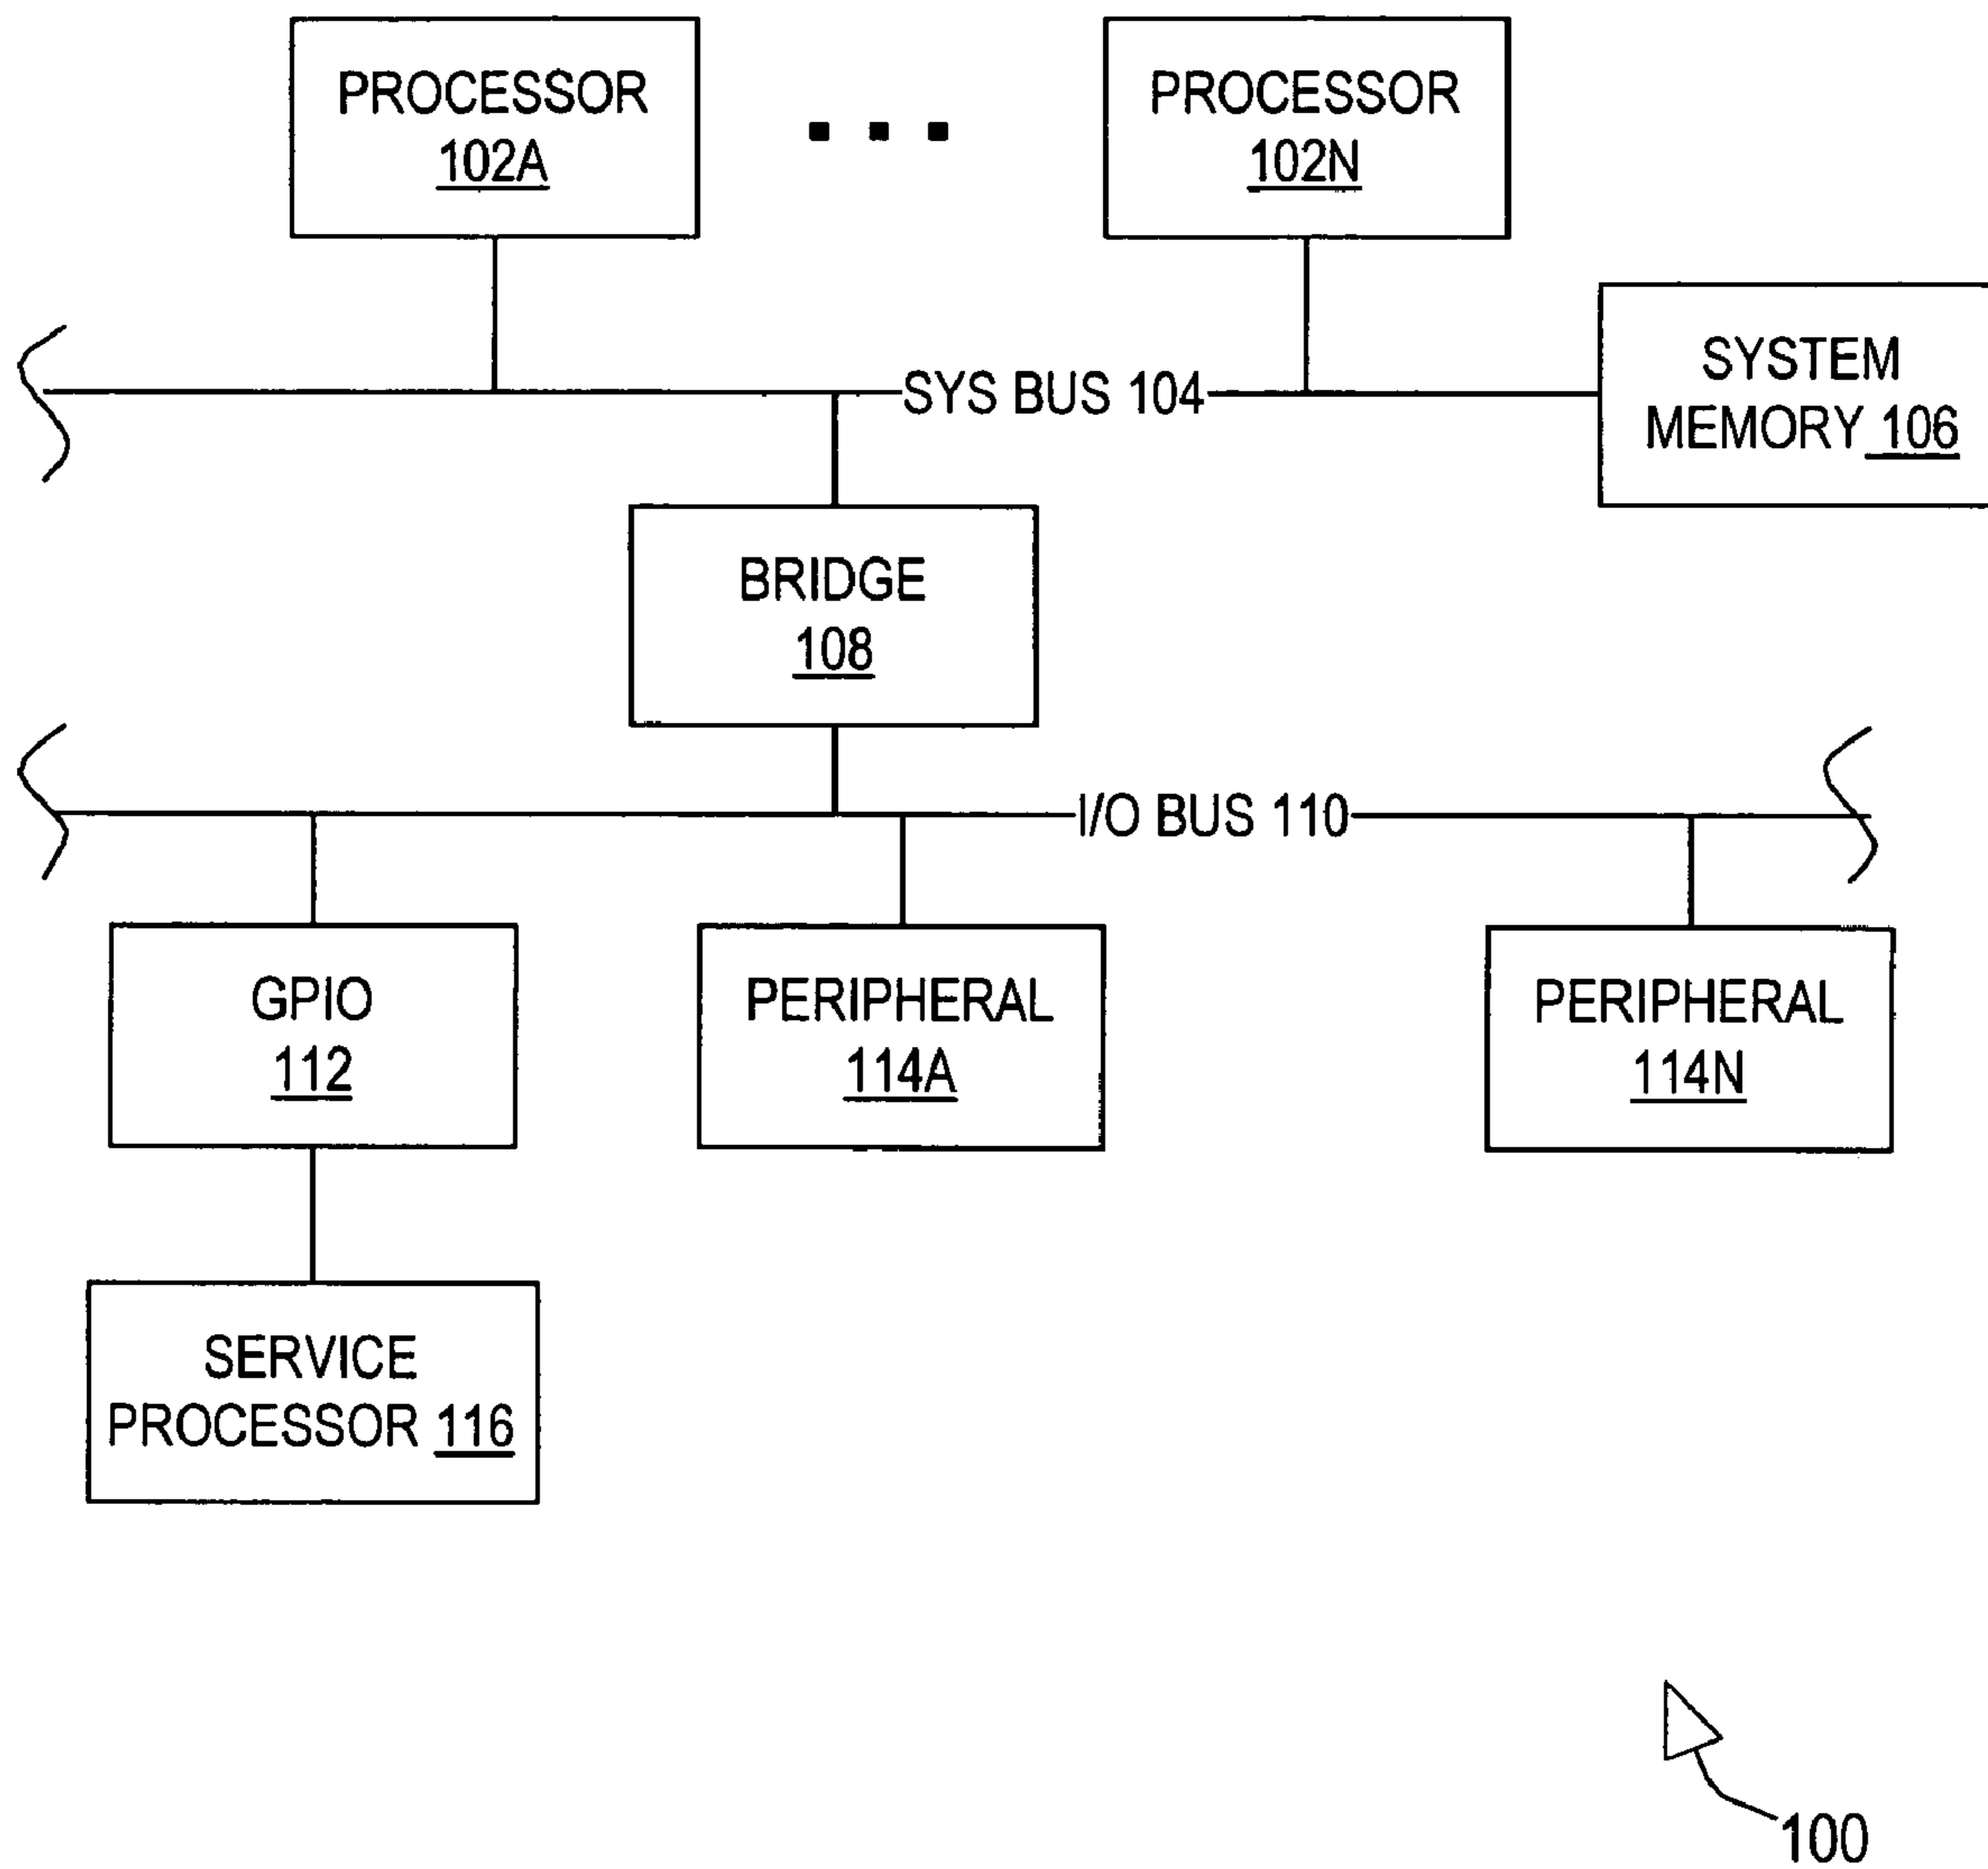 PROCESSOR
102A
PROCESSOR
102N
SYS BUS 104
SYSTEM
MEMORY 106
BRIDGE
108
I/O BUS 110
GPIO
112
PERIPHERAL
114A
PERIPHERAL
114N
SERVICE
PROCESSOR 116
100